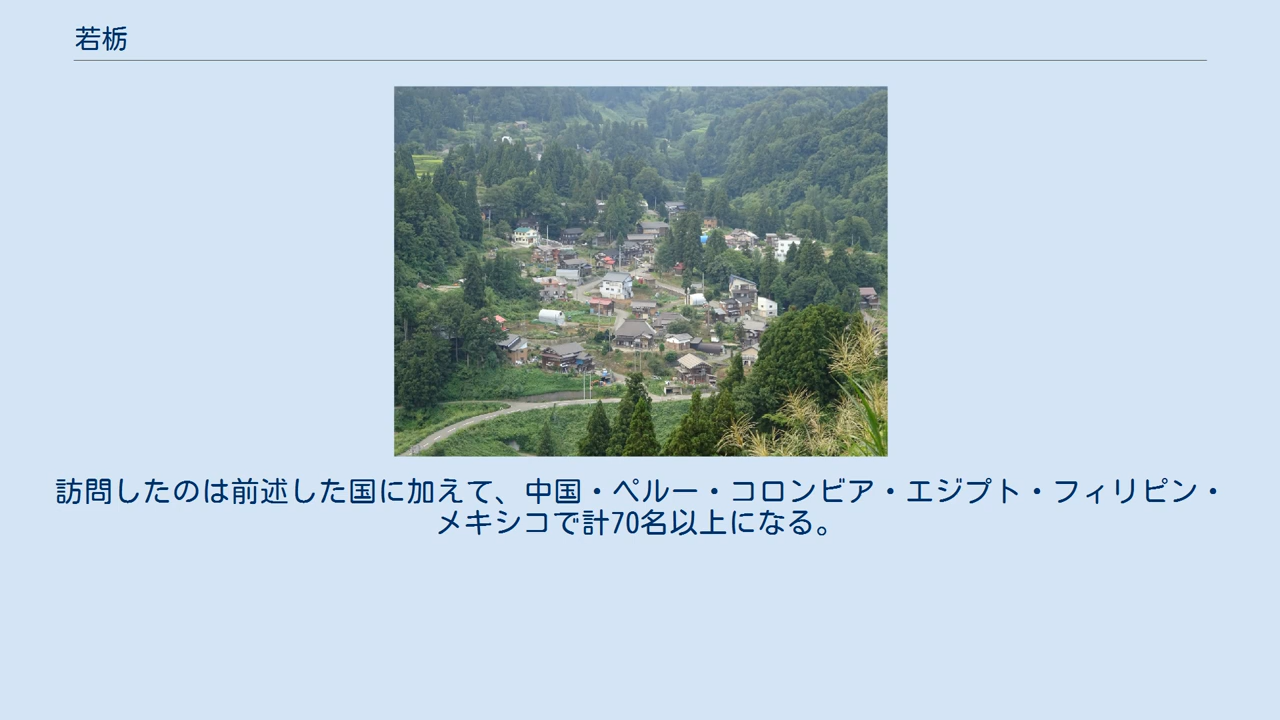 若栃
訪問したのは前述した国に加えて、中国・ペルー・コロンビア・エジプト・フィリピン・
メキシコで計70名以上になる。